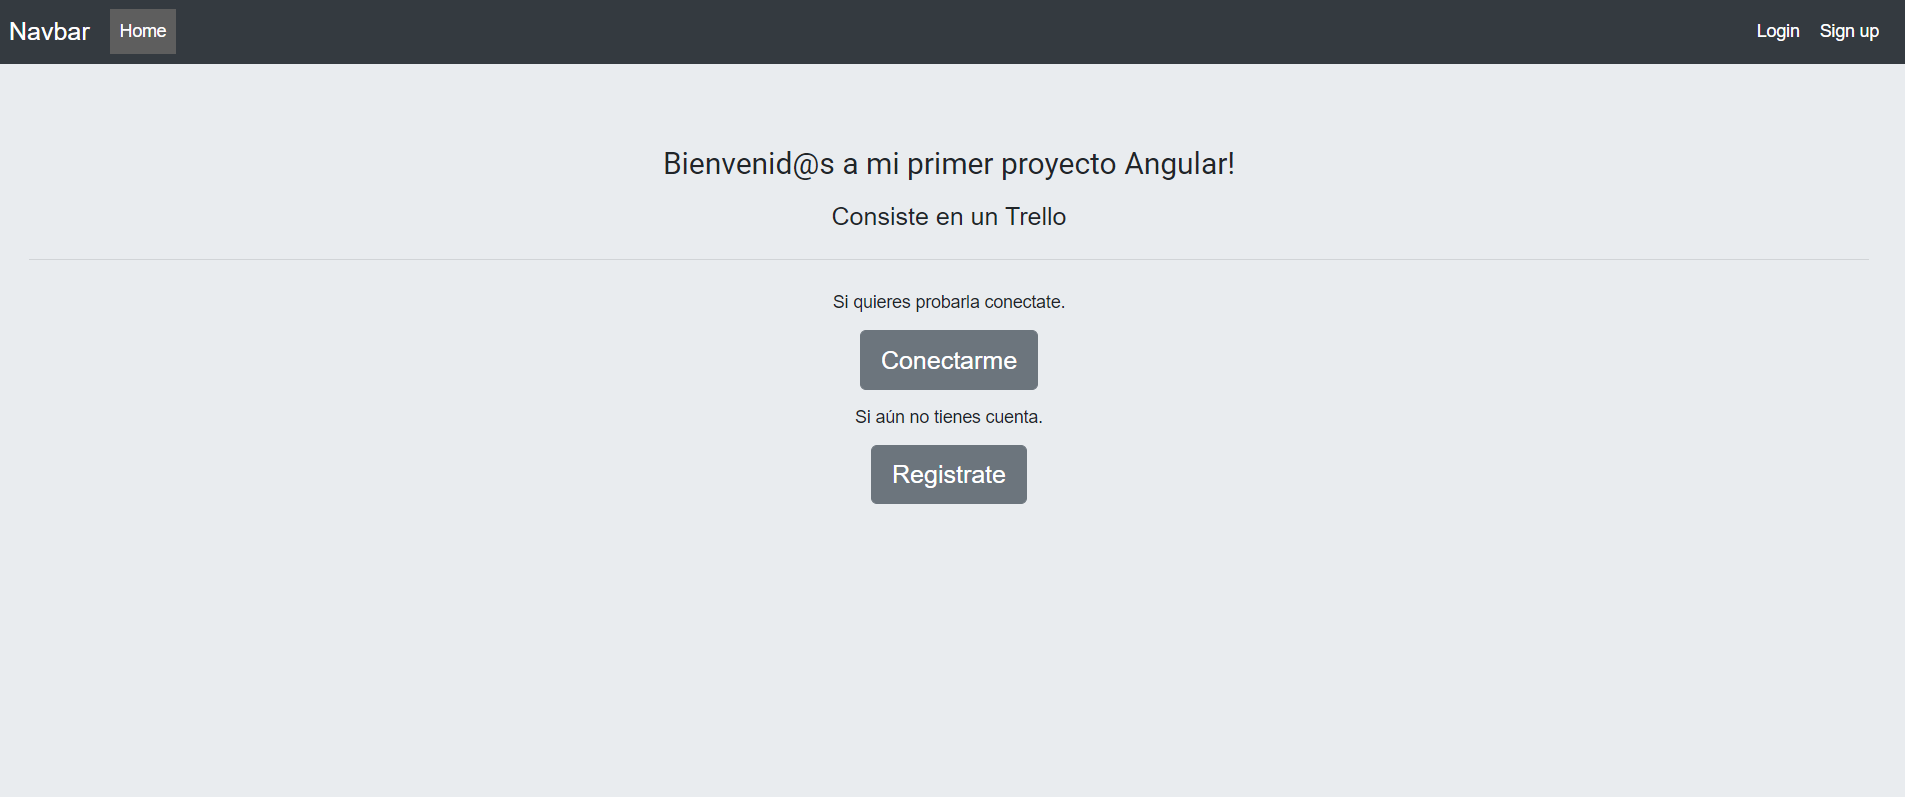 Navbar Home Login Sign up
Bienvenid@s a mi primer proyecto Angular!
Consiste en un Trello
Si quieres probarla conectate.
Conectarme
Si aún no tienes cuenta.
Registrate